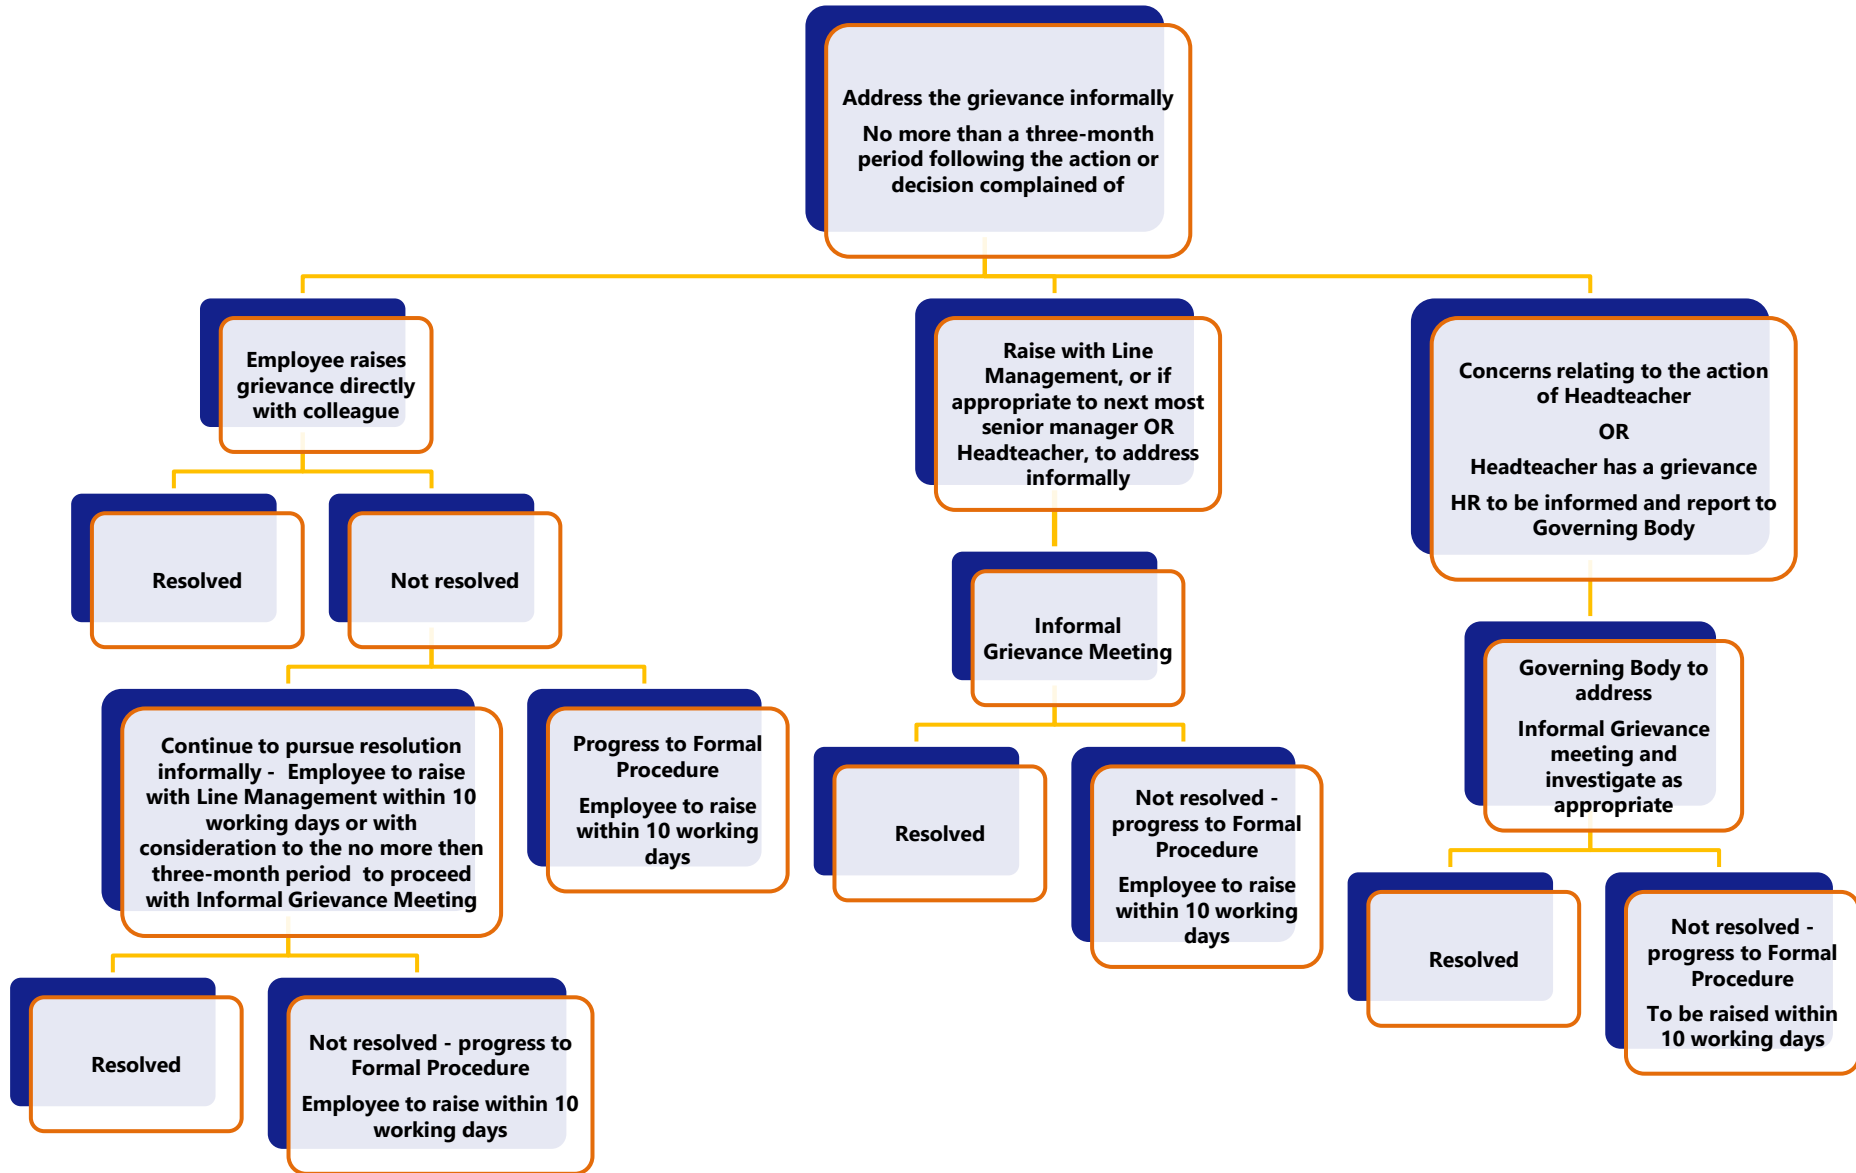 Address the grievance informally
No more than a three-month
period following the action or
decision complained of
Employee raises
grievance directly
with colleague
Raise with Line
Management, or if
appropriate to next most
senior manager OR
Headteacher, to address
informally
Concerns relating to the action
of Headteacher
OR
Headteacher has a grievance
HR to be informed and report to
Governing Body
Resolved
Not resolved
Informal
Grievance Meeting
Governing Body to
address
Informal Grievance
meeting and
investigate as
appropriate
Continue to pursue resolution
informally - Employee to raise
with Line Management within 10
working days or with
consideration to the no more then
three-month period to proceed
with Informal Grievance Meeting
Progress to Formal
Procedure
Employee to raise
within 10 working
days
Resolved
Not resolved -
progress to Formal
Procedure
Employee to raise
within 10 working
days
Resolved
Not resolved -
progress to Formal
Procedure
To be raised within
10 working days
Resolved
Not resolved - progress to
Formal Procedure
Employee to raise within 10
working days